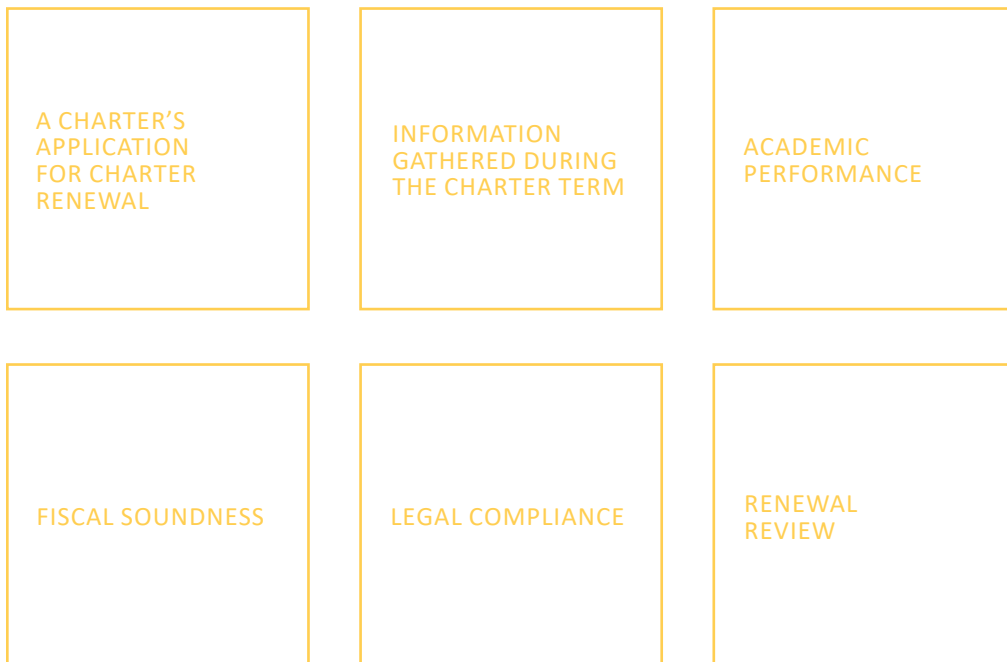 A CHARTER’S
APPLICATION
FOR CHARTER
RENEWAL
INFORMATION
GATHERED DURING
THE CHARTER TERM
ACADEMIC
PERFORMANCE
FISCAL SOUNDNESS
LEGAL COMPLIANCE
RENEWAL
REVIEW